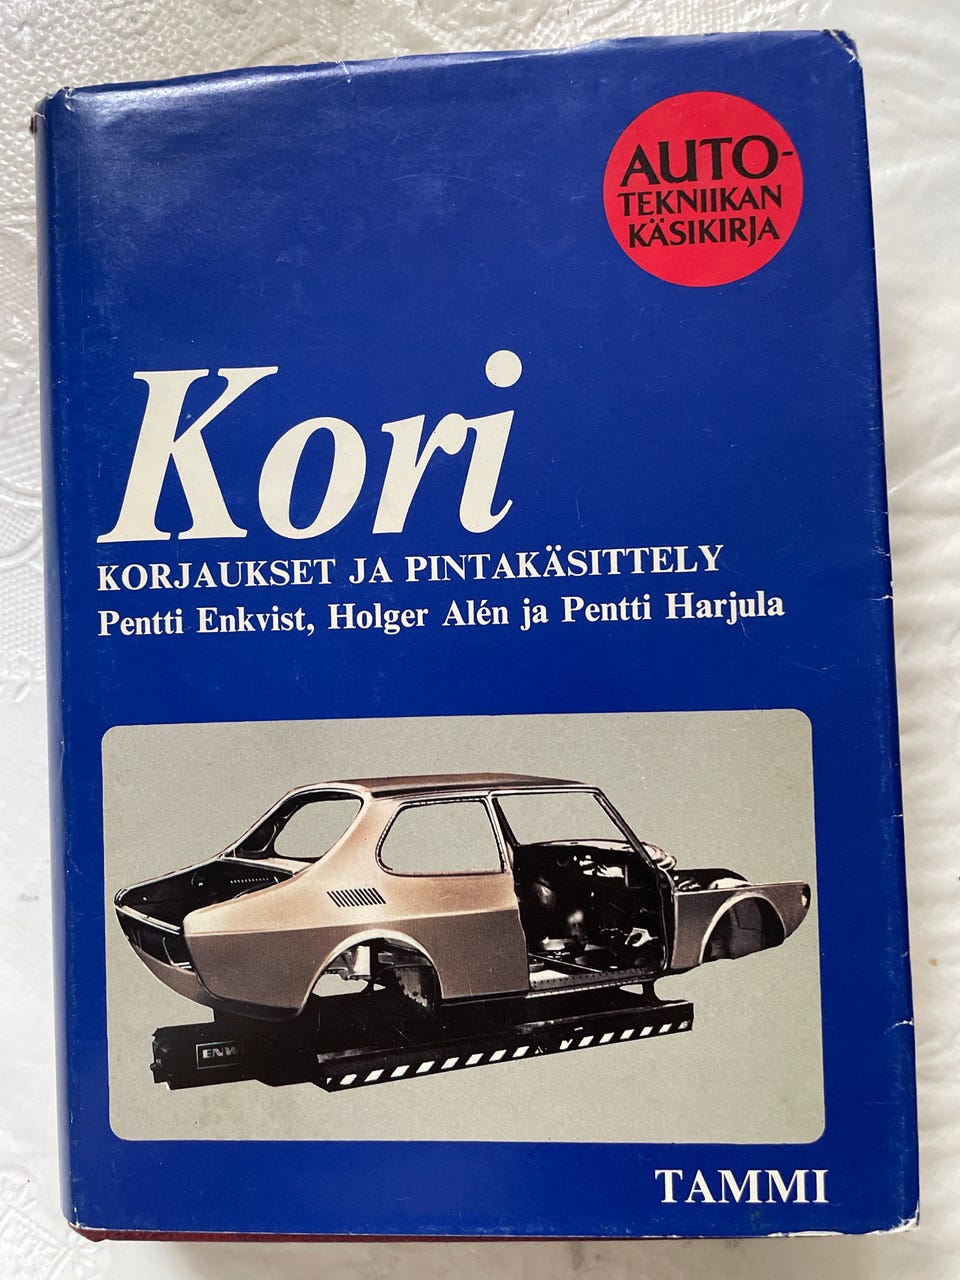 AUTO-
TEKNIIKAN
KÄSIKIRJA
Kori
KORJAUKSET JA PINTAKÄSITTELY
Pentti Enkvist, Holger Alén ja Pentti Harjula
TAMMI